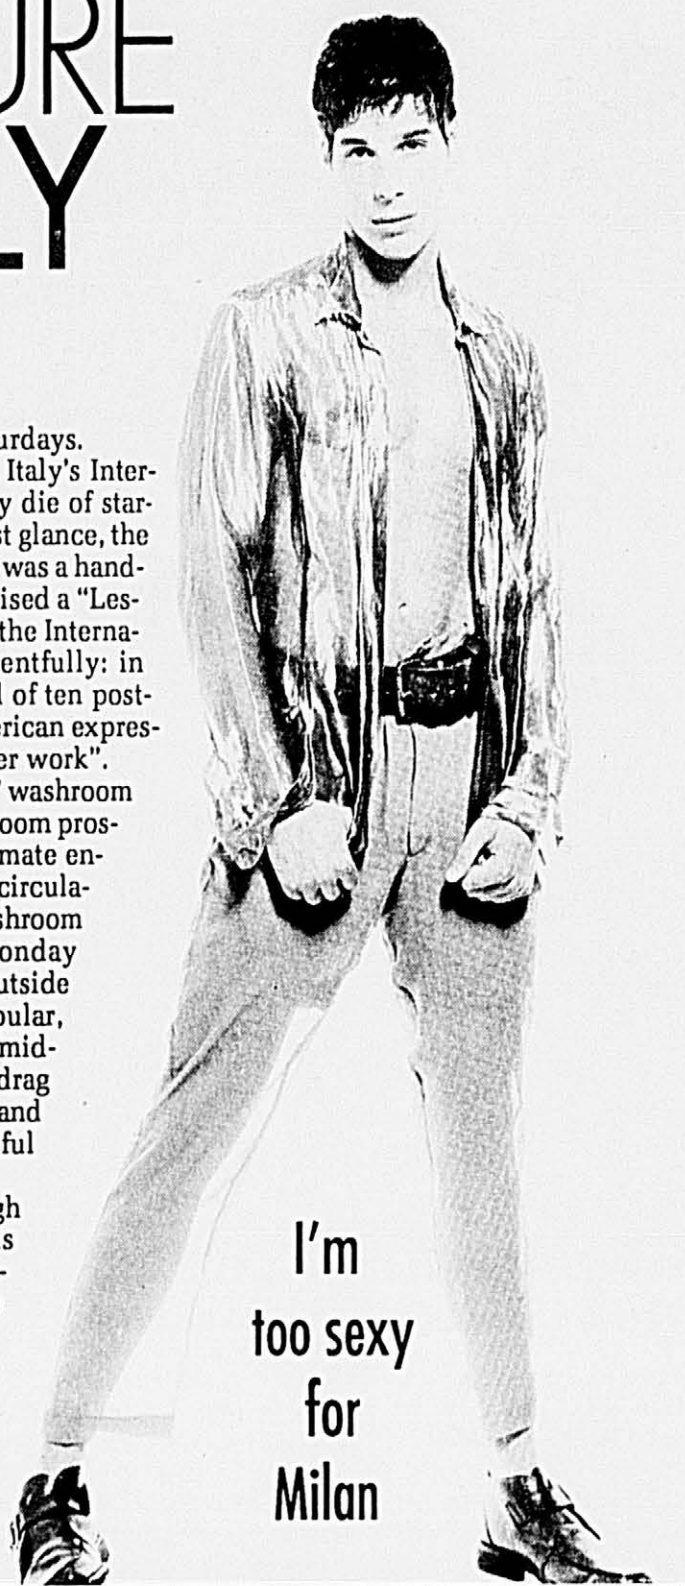 URE
LY
urdays.
Italy's Inter-
y die of star-
st glance, the
was a hand-
ised a "Les-
the Interna-
entfully: in
l of ten post-
erican expres-
er work".
' washroom
oom pros-
mate en-
circula-
shroom
onday
utside
pular,
mid-
drag
and
ful
gh
s
-
I'm
too sexy
for
Milan